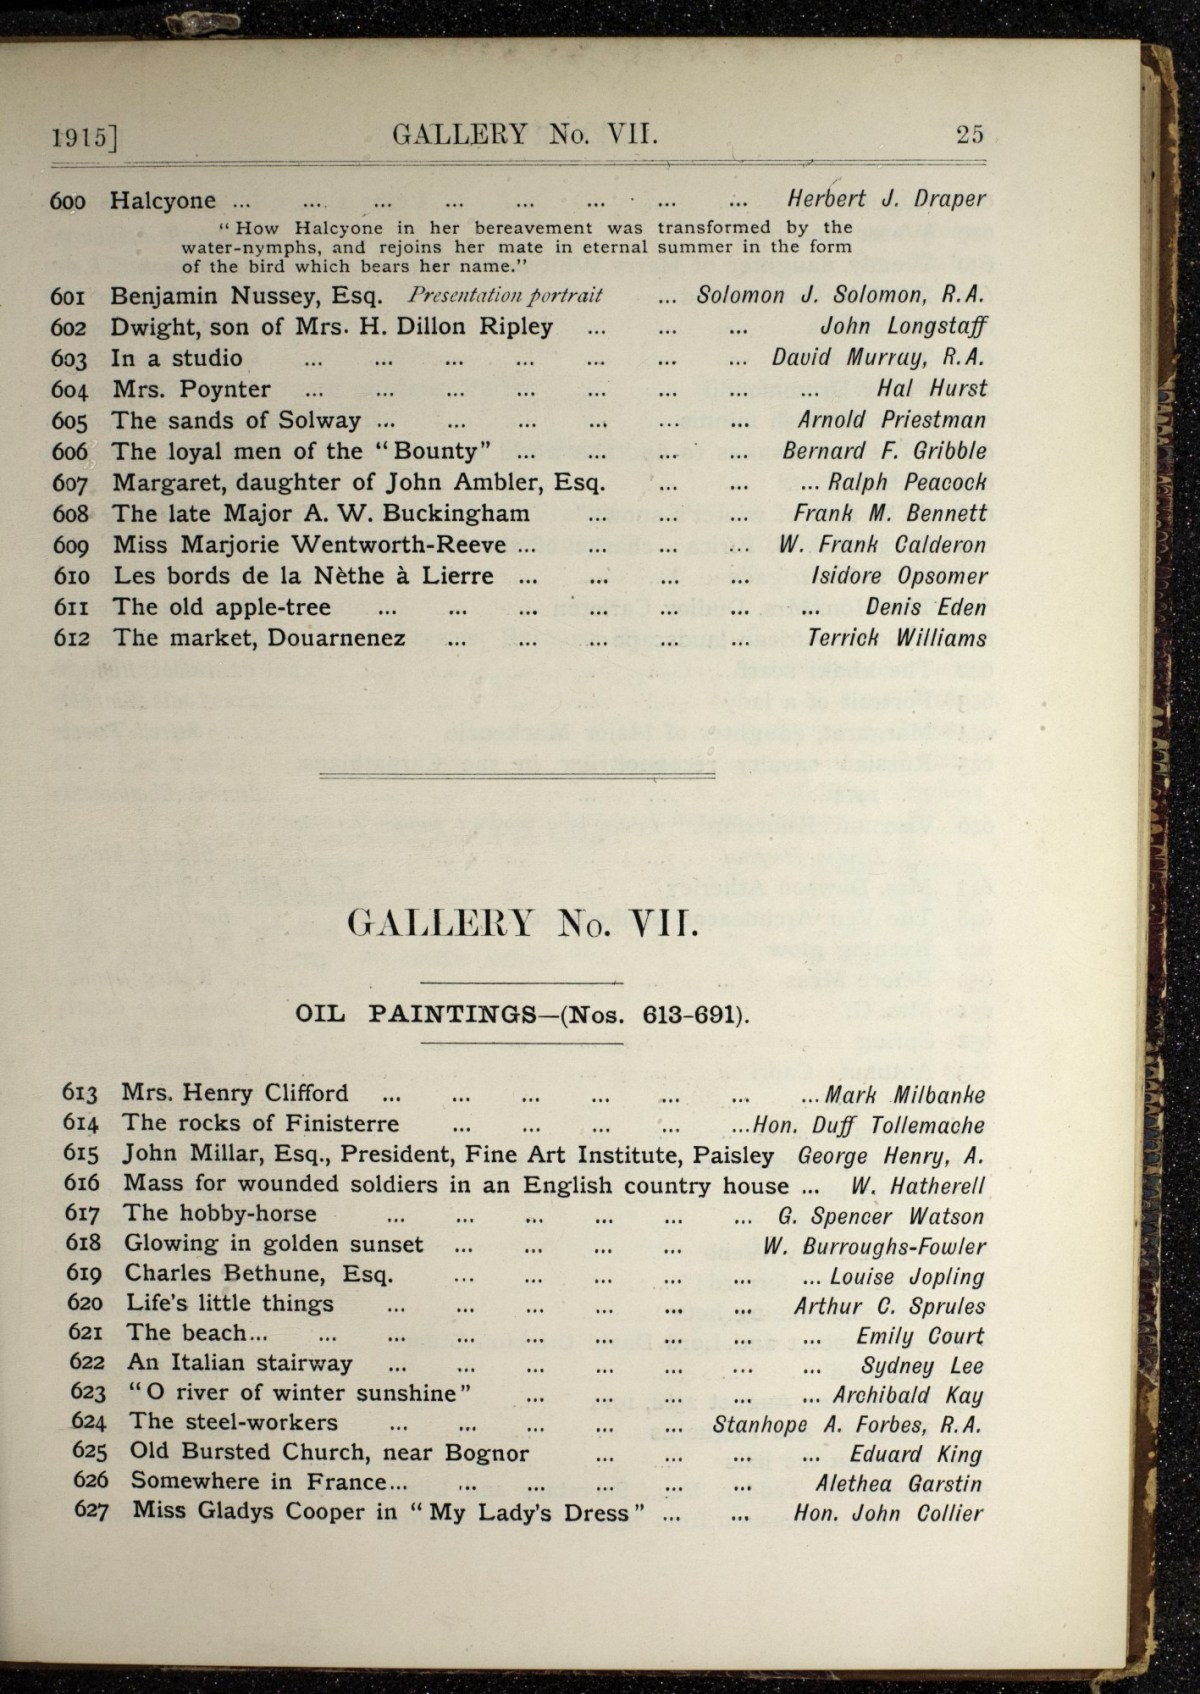 1915] GALLERY No. VII. 25
600 Halcyone ... ... ... ... ... ... ... ... Herbert J. Draper
"How Halcyone in her bereavement was transformed by the
water-nymphs, and rejoins her mate in eternal summer in the form
of the bird which bears her name."
601 Benjamin Nussey, Esq. Presentation portrait ... Solomon J. Solomon, R.A.
602 Dwight, son of Mrs. H. Dillon Ripley ... ... ... John Longstaff
603 In a studio ... ... ... ... ... ... ... David Murray, R.A.
604 Mrs. Poynter ... ... ... ... ... ... ... ... Hal Hurst
605 The sands of Solway ... ... ... ... ... ... Arnold Priestman
606 The loyal men of the "Bounty" ... ... ... ... Bernard F. Gribble
607 Margaret, daughter of John Ambler, Esq. ... ... ... Ralph Peacock
608 The late Major A. W. Buckingham ... ... ... Frank M. Bennett
609 Miss Marjorie Wentworth-Reeve ... ... ... ... W. Frank Calderon
610 Les bords de la Nèthe à Lierre ... ... ... ... Isidore Opsomer
611 The old apple-tree ... ... ... ... ... ... ... Denis Eden
612 The market, Douarnenez ... ... ... ... ... Terrick Williams
GALLERY No. VII.
OIL PAINTINGS—(Nos. 613-691).
613 Mrs. Henry Clifford ... ... ... ... ... ... ... Mark Milbanke
614 The rocks of Finisterre ... ... ... ... ... Hon. Duff Tollemache
615 John Millar, Esq., President, Fine Art Institute, Paisley George Henry, A.
616 Mass for wounded soldiers in an English country house ... W. Hatherell
617 The hobby-horse ... ... ... ... ... ... G. Spencer Watson
618 Glowing in golden sunset ... ... ... ... W. Burroughs-Fowler
619 Charles Bethune, Esq. ... ... ... ... ... ... Louise Jopling
620 Life's little things ... ... ... ... ... ... Arthur C. Sprules
621 The beach... ... ... ... ... ... ... ... ... Emily Court
622 An Italian stairway ... ... ... ... ... ... ... Sydney Lee
623 "O river of winter sunshine" ... ... ... ... ... Archibald Kay
624 The steel-workers ... ... ... ... ... Stanhope A. Forbes, R.A.
625 Old Bursted Church, near Bognor ... ... ... ... Eduard King
626 Somewhere in France... ... ... ... ... ... Alethea Garstin
627 Miss Gladys Cooper in "My Lady's Dress" ... ... Hon. John Collier